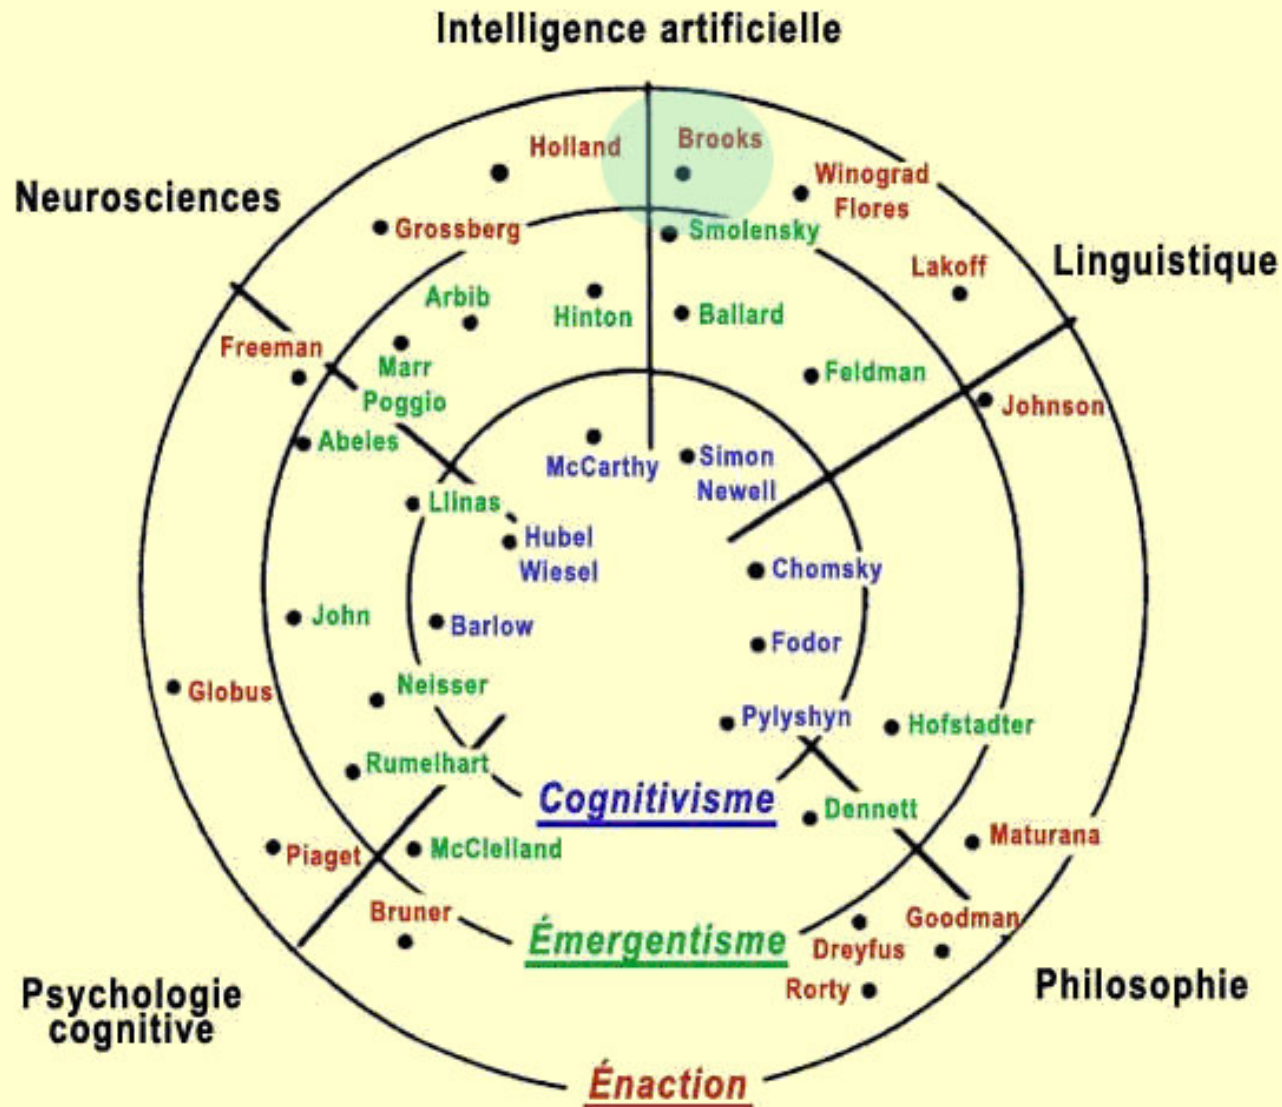 Intelligence artificielle
Holland
Brooks
Winograd
Flores
Neurosciences
Grossberg
Smolensky
Lakoff
Linguistique
Arbib
Hinton
Ballard
Freeman
Marr
Poggio
Feldman
Johnson
Abeles
McCarthy
Simon
Newell
Llinas
Hubel
Wiesel
Chomsky
John
Barlow
Fodor
Globus
Neisser
Pylyshyn
Hofstadter
Rumelhart
Cognitivisme
Dennett
Piaget
McClelland
Maturana
Bruner
Émergentisme
Goodman
Dreyfus
Rorty
Psychologie
cognitive
Philosophie
Énaction